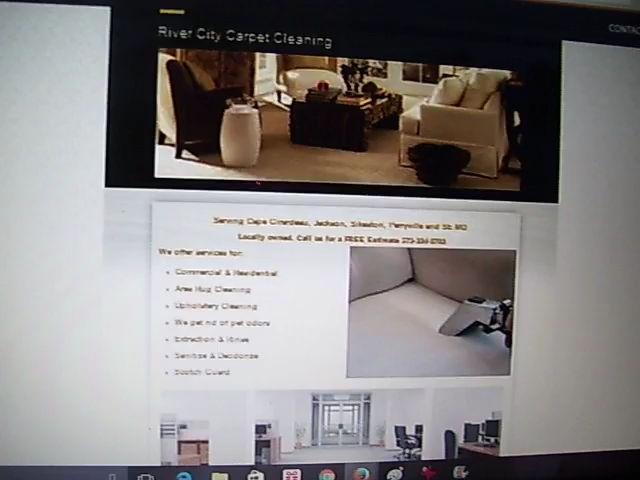 CONTAC
River City Carpet Cleaning
Serving Cape Girardeau, Jackson, Sikeston, Perryville and SE MO
Locally owned. Call us for a FREE Estimate
We offer services for:
Commercial & Residential
Area Rug Cleaning
Upholstery Cleaning
We get rid of pet odors
Extraction & Rinse
Sanitize & Deodorize
Scotch Guard